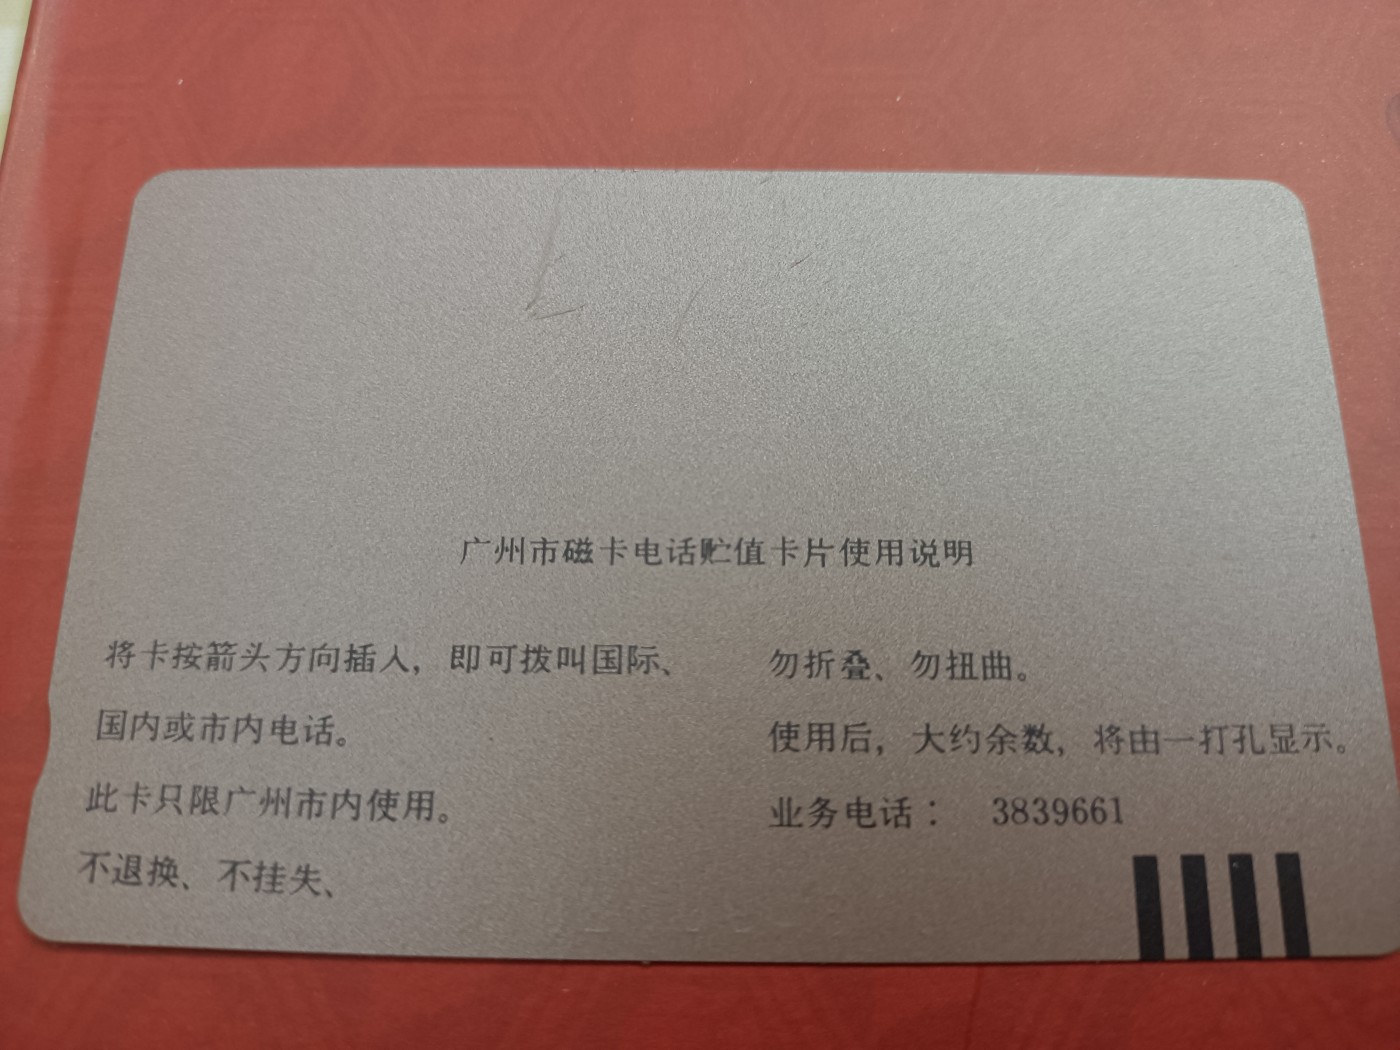 广州市磁卡电话贮值卡片使用说明
将卡按箭头方向插入，即可拨叫国际、
国内或市内电话。
此卡只限广州市内使用。
不退换、不挂失、
勿折叠、勿扭曲。
使用后，大约余数，将由一打孔显示。
业务电话： 3839661